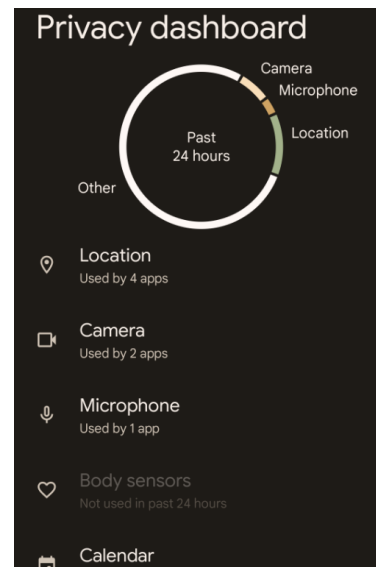 Privacy dashboard
Camera
Microphone
Location
Past
24 hours
Other
Location
Used by 4 apps
Camera
Used by 2 apps
Microphone
Used by 1 app
Body sensors
Not used in past 24 hours
Calendar